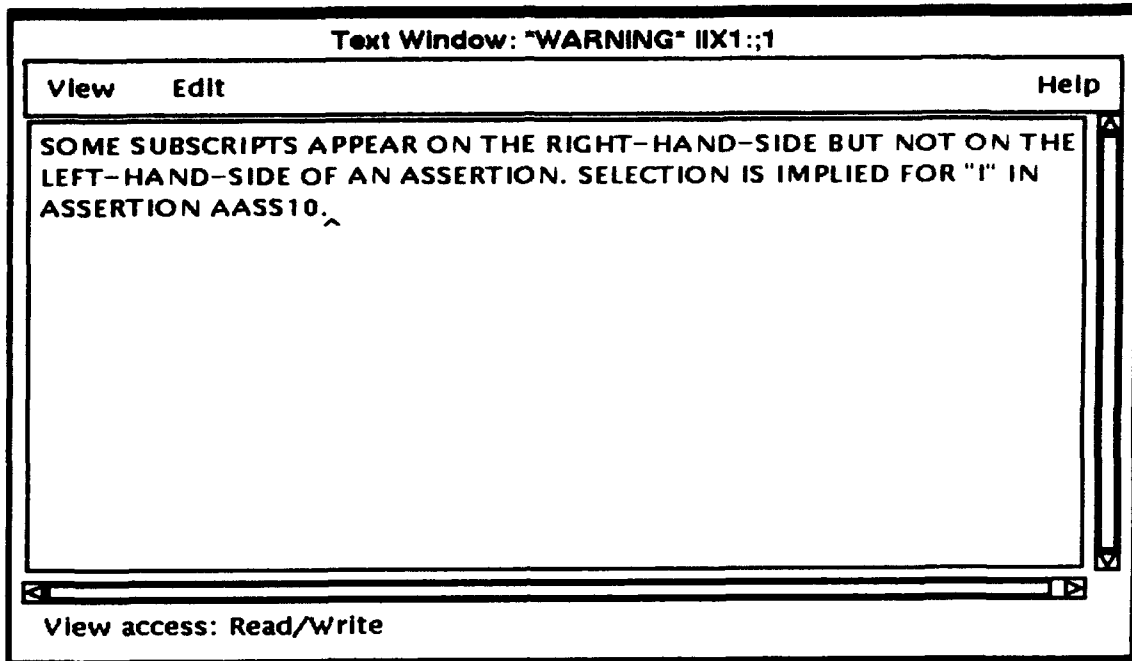 Text Window: "WARNING" IIX1:;1
View Edit Help
SOME SUBSCRIPTS APPEAR ON THE RIGHT-HAND-SIDE BUT NOT ON THE
LEFT-HAND-SIDE OF AN ASSERTION. SELECTION IS IMPLIED FOR "I" IN
ASSERTION AASS10.
View access: Read/Write